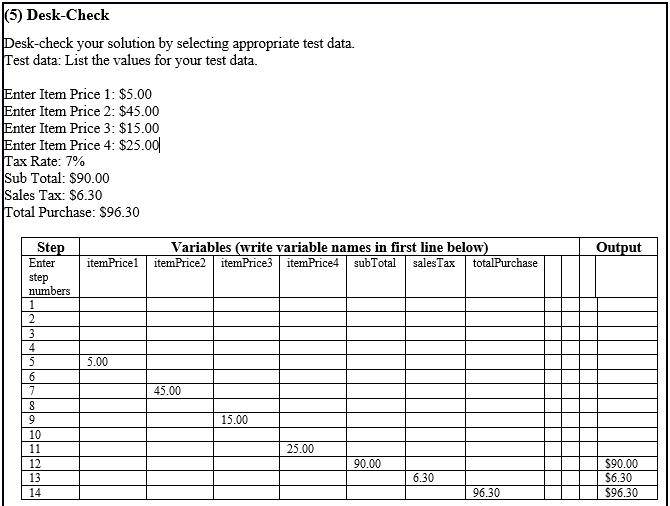 (5) Desk-Check
Desk-check your solution by selecting appropriate test data.
Test data: List the values for your test data.
Enter Item Price 1: $5.00
Enter Item Price 2: $45.00
Enter Item Price 3: $15.00
Enter Item Price 4: $25.00
Tax Rate: 7%
Sub Total: $90.00
Sales Tax: $6.30
Total Purchase: $96.30
Step Variables (write variable names in first line below) Output
Enter step numbers itemPrice1 itemPrice2 itemPrice3 itemPrice4 subTotal salesTax totalPurchase
1
2
3
4
5 5.00
6
7 45.00
8
9 15.00
10
11 25.00
12 90.00 $90.00
13 6.30 $6.30
14 96.30 $96.30